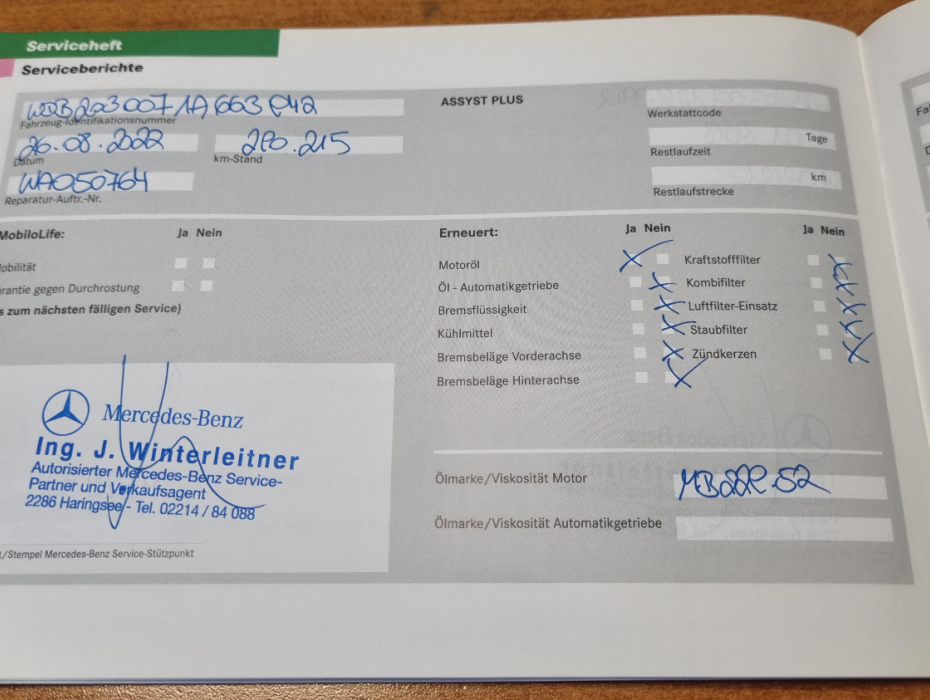 Serviceheft
Serviceberichte
WDB2030071A663942
Fahrzeug-Identifikationsnummer
26.08.2022
Datum
290.215
km-Stand
WA050764
Reparatur-Auftr.-Nr.
ASSYST PLUS
Werkstattcode
Tage
Restlaufzeit
km
Restlaufstrecke
MobiloLife:
Ja Nein
obilität
rantie gegen Durchrostung
s zum nächsten fälligen Service)
Erneuert:
Ja Nein
Motoröl
Öl - Automatikgetriebe
Bremsflüssigkeit
Kühlmittel
Bremsbeläge Vorderachse
Bremsbeläge Hinterachse
Ja Nein
Kraftstofffilter
Kombifilter
Luftfilter-Einsatz
Staubfilter
Zündkerzen
Mercedes-Benz
Ing. J. Winterleitner
Autorisierter Mercedes-Benz Service-
Partner und Verkaufsagent
2286 Haringsee - Tel. 02214 / 84 088
t/Stempel Mercedes-Benz Service-Stützpunkt
Ölmarke/Viskosität Motor
MB229.52
Ölmarke/Viskosität Automatikgetriebe